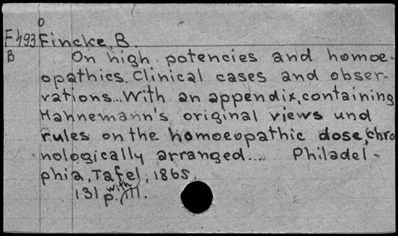 O
F493 Fincke, B.
B On high potencies and homoe-
opathics. Clinical cases and obser-
vations... With an appendix, containing
Hahnemann's original views und
rules on the homoeopathic dose, chro
nologically arranged.... Philadel-
phia, Tafel, 1865.
131 p. with ill.